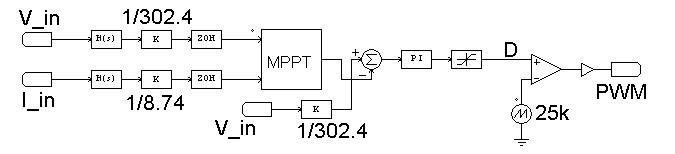 V_in
1/302.4
H(s)
K
ZOH
MPPT
+
−
PI
D
+
−
PWM
I_in
H(s)
K
ZOH
1/8.74
V_in
K
1/302.4
25k